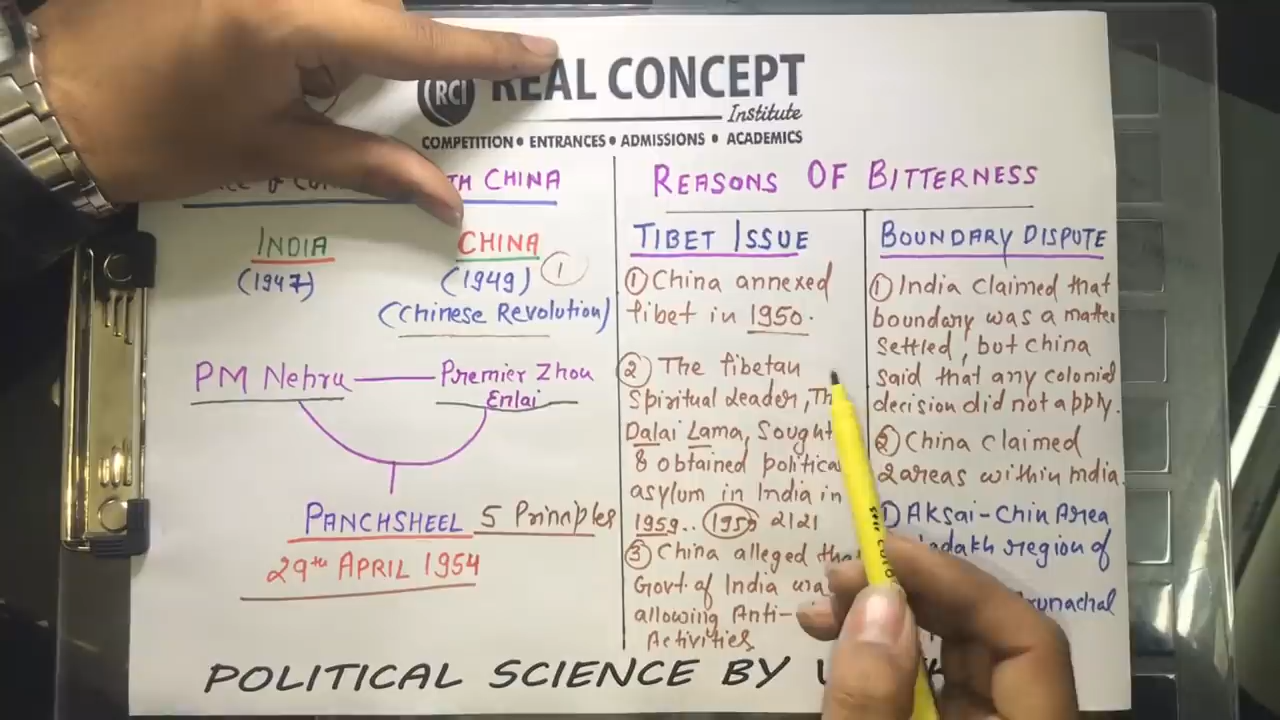 RCI REAL CONCEPT
Institute
COMPETITION • ENTRANCES • ADMISSIONS • ACADEMICS
CHINA
INDIA
(1947)
CHINA
(1949) 1
(Chinese Revolution)
PM Nehru — Premier Zhou
Enlai
PANCHSHEEL 5 Prinples
29th APRIL 1954
REASONS OF BITTERNESS
TIBET ISSUE
① China annexed
tibet in 1950.
② The tibetan
Spiritual Leader,
Dalai Lama, Sought
& obtained political
asylum in India in
1959..
③ China alleged
Govt. of India
allowing Anti-
Activities
BOUNDARY DISPUTE
① India claimed that
boundary was a matter
settled, but china
said that any colonial
decision did not apply.
② China claimed
2 areas within India.
AKsai-Chin Area
region of
POLITICAL SCIENCE BY